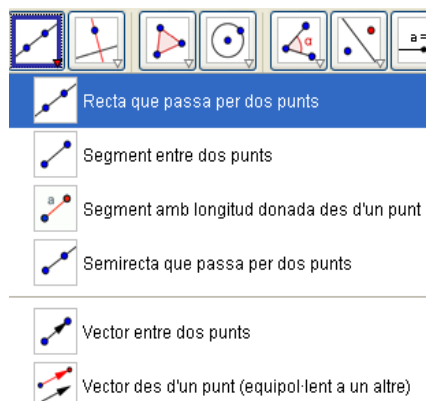 a =
Recta que passa per dos punts
Segment entre dos punts
a
Segment amb longitud donada des d'un punt
Semirecta que passa per dos punts
Vector entre dos punts
Vector des d'un punt (equipol·lent a un altre)